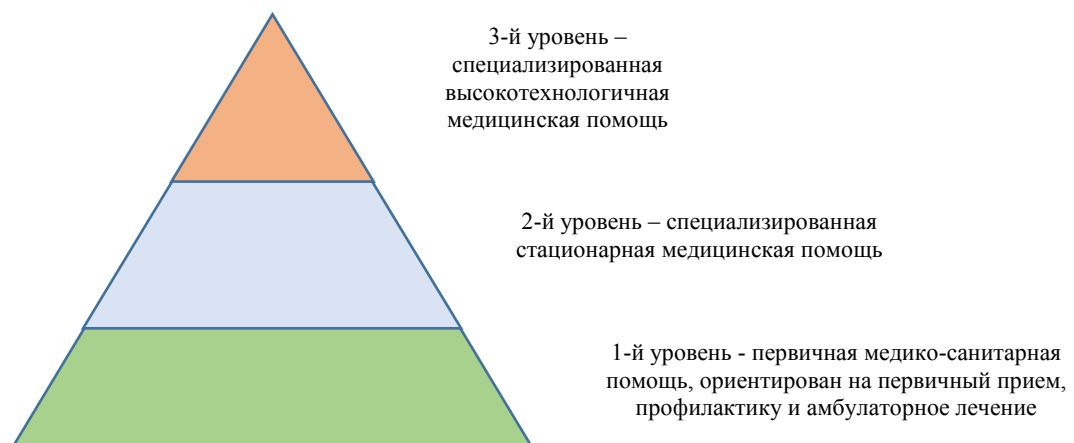 3-й уровень –
специализированная
высокотехнологичная
медицинская помощь
2-й уровень – специализированная
стационарная медицинская помощь
1-й уровень - первичная медико-санитарная
помощь, ориентирован на первичный прием,
профилактику и амбулаторное лечение